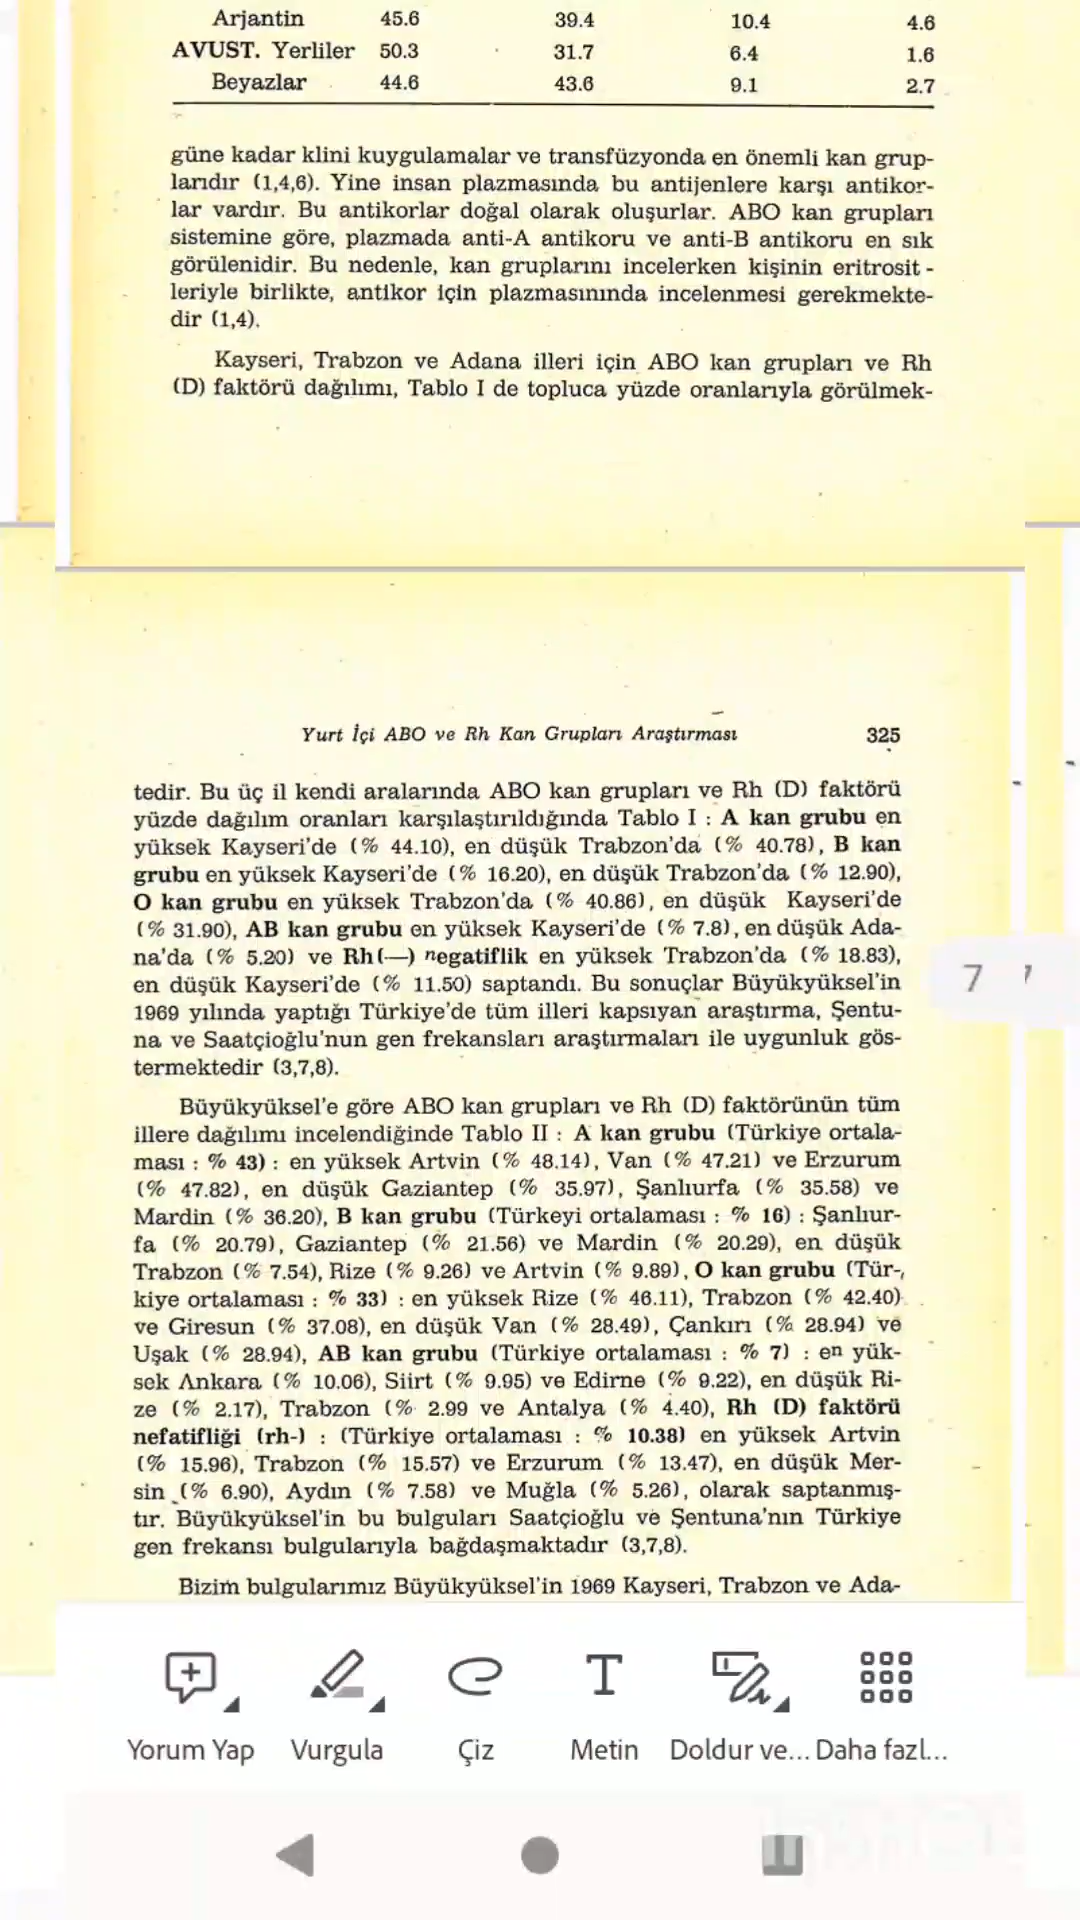 Arjantin 45.6 39.4 10.4 4.6
AVUST. Yerliler 50.3 31.7 6.4 1.6
Beyazlar 44.6 43.6 9.1 2.7
güne kadar klini kuygulamalar ve transfüzyonda en önemli kan grup-
larıdır (1,4,6). Yine insan plazmasında bu antijenlere karşı antikor-
lar vardır. Bu antikorlar doğal olarak oluşurlar. ABO kan grupları
sistemine göre, plazmada anti-A antikoru ve anti-B antikoru en sık
görülenidir. Bu nedenle, kan gruplarını incelerken kişinin eritrosit-
leriyle birlikte, antikor için plazmasınında incelenmesi gerekmekte-
dir (1,4).
Kayseri, Trabzon ve Adana illeri için ABO kan grupları ve Rh
(D) faktörü dağılımı, Tablo I de topluca yüzde oranlarıyla görülmek-
Yurt İçi ABO ve Rh Kan Grupları Araştırması 325
tedir. Bu üç il kendi aralarında ABO kan grupları ve Rh (D) faktörü
yüzde dağılım oranları karşılaştırıldığında Tablo I : A kan grubu en
yüksek Kayseri'de (% 44.10), en düşük Trabzon'da (% 40.78), B kan
grubu en yüksek Kayseri'de (% 16.20), en düşük Trabzon'da (% 12.90),
O kan grubu en yüksek Trabzon'da (% 40.86), en düşük Kayseri'de
(% 31.90), AB kan grubu en yüksek Kayseri'de (% 7.8), en düşük Ada-
na'da (% 5.20) ve Rh(—) negatiflik en yüksek Trabzon'da (% 18.83),
en düşük Kayseri'de (% 11.50) saptandı. Bu sonuçlar Büyükyüksel'in
1969 yılında yaptığı Türkiye'de tüm illeri kapsıyan araştırma, Şentu-
na ve Saatçioğlu'nun gen frekansları araştırmaları ile uygunluk gös-
termektedir (3,7,8).
Büyükyüksel'e göre ABO kan grupları ve Rh (D) faktörünün tüm
illere dağılımı incelendiğinde Tablo II : A kan grubu (Türkiye ortala-
ması : % 43) : en yüksek Artvin (% 48.14), Van (% 47.21) ve Erzurum
(% 47.82), en düşük Gaziantep (% 35.97), Şanlıurfa (% 35.58) ve
Mardin (% 36.20), B kan grubu (Türkeyi ortalaması : % 16) : Şanlıur-
fa (% 20.79), Gaziantep (% 21.56) ve Mardin (% 20.29), en düşük
Trabzon (% 7.54), Rize (% 9.26) ve Artvin (% 9.89), O kan grubu (Tür-
kiye ortalaması : % 33) : en yüksek Rize (% 46.11), Trabzon (% 42.40)
ve Giresun (% 37.08), en düşük Van (% 28.49), Çankırı (% 28.94) ve
Uşak (% 28.94), AB kan grubu (Türkiye ortalaması : % 7) : en yük-
sek Ankara (% 10.06), Siirt (% 9.95) ve Edirne (% 9.22), en düşük Ri-
ze (% 2.17), Trabzon (% 2.99 ve Antalya (% 4.40), Rh (D) faktörü
nefatifliği (rh-) : (Türkiye ortalaması : % 10.38) en yüksek Artvin
(% 15.96), Trabzon (% 15.57) ve Erzurum (% 13.47), en düşük Mer-
sin (% 6.90), Aydın (% 7.58) ve Muğla (% 5.26), olarak saptanmış-
tır. Büyükyüksel'in bu bulguları Saatçioğlu ve Şentuna'nın Türkiye
gen frekansı bulgularıyla bağdaşmaktadır (3,7,8).
Bizim bulgularımız Büyükyüksel'in 1969 Kayseri, Trabzon ve Ada-
7
Yorum Yap Vurgula Çiz Metin Doldur ve... Daha fazl...